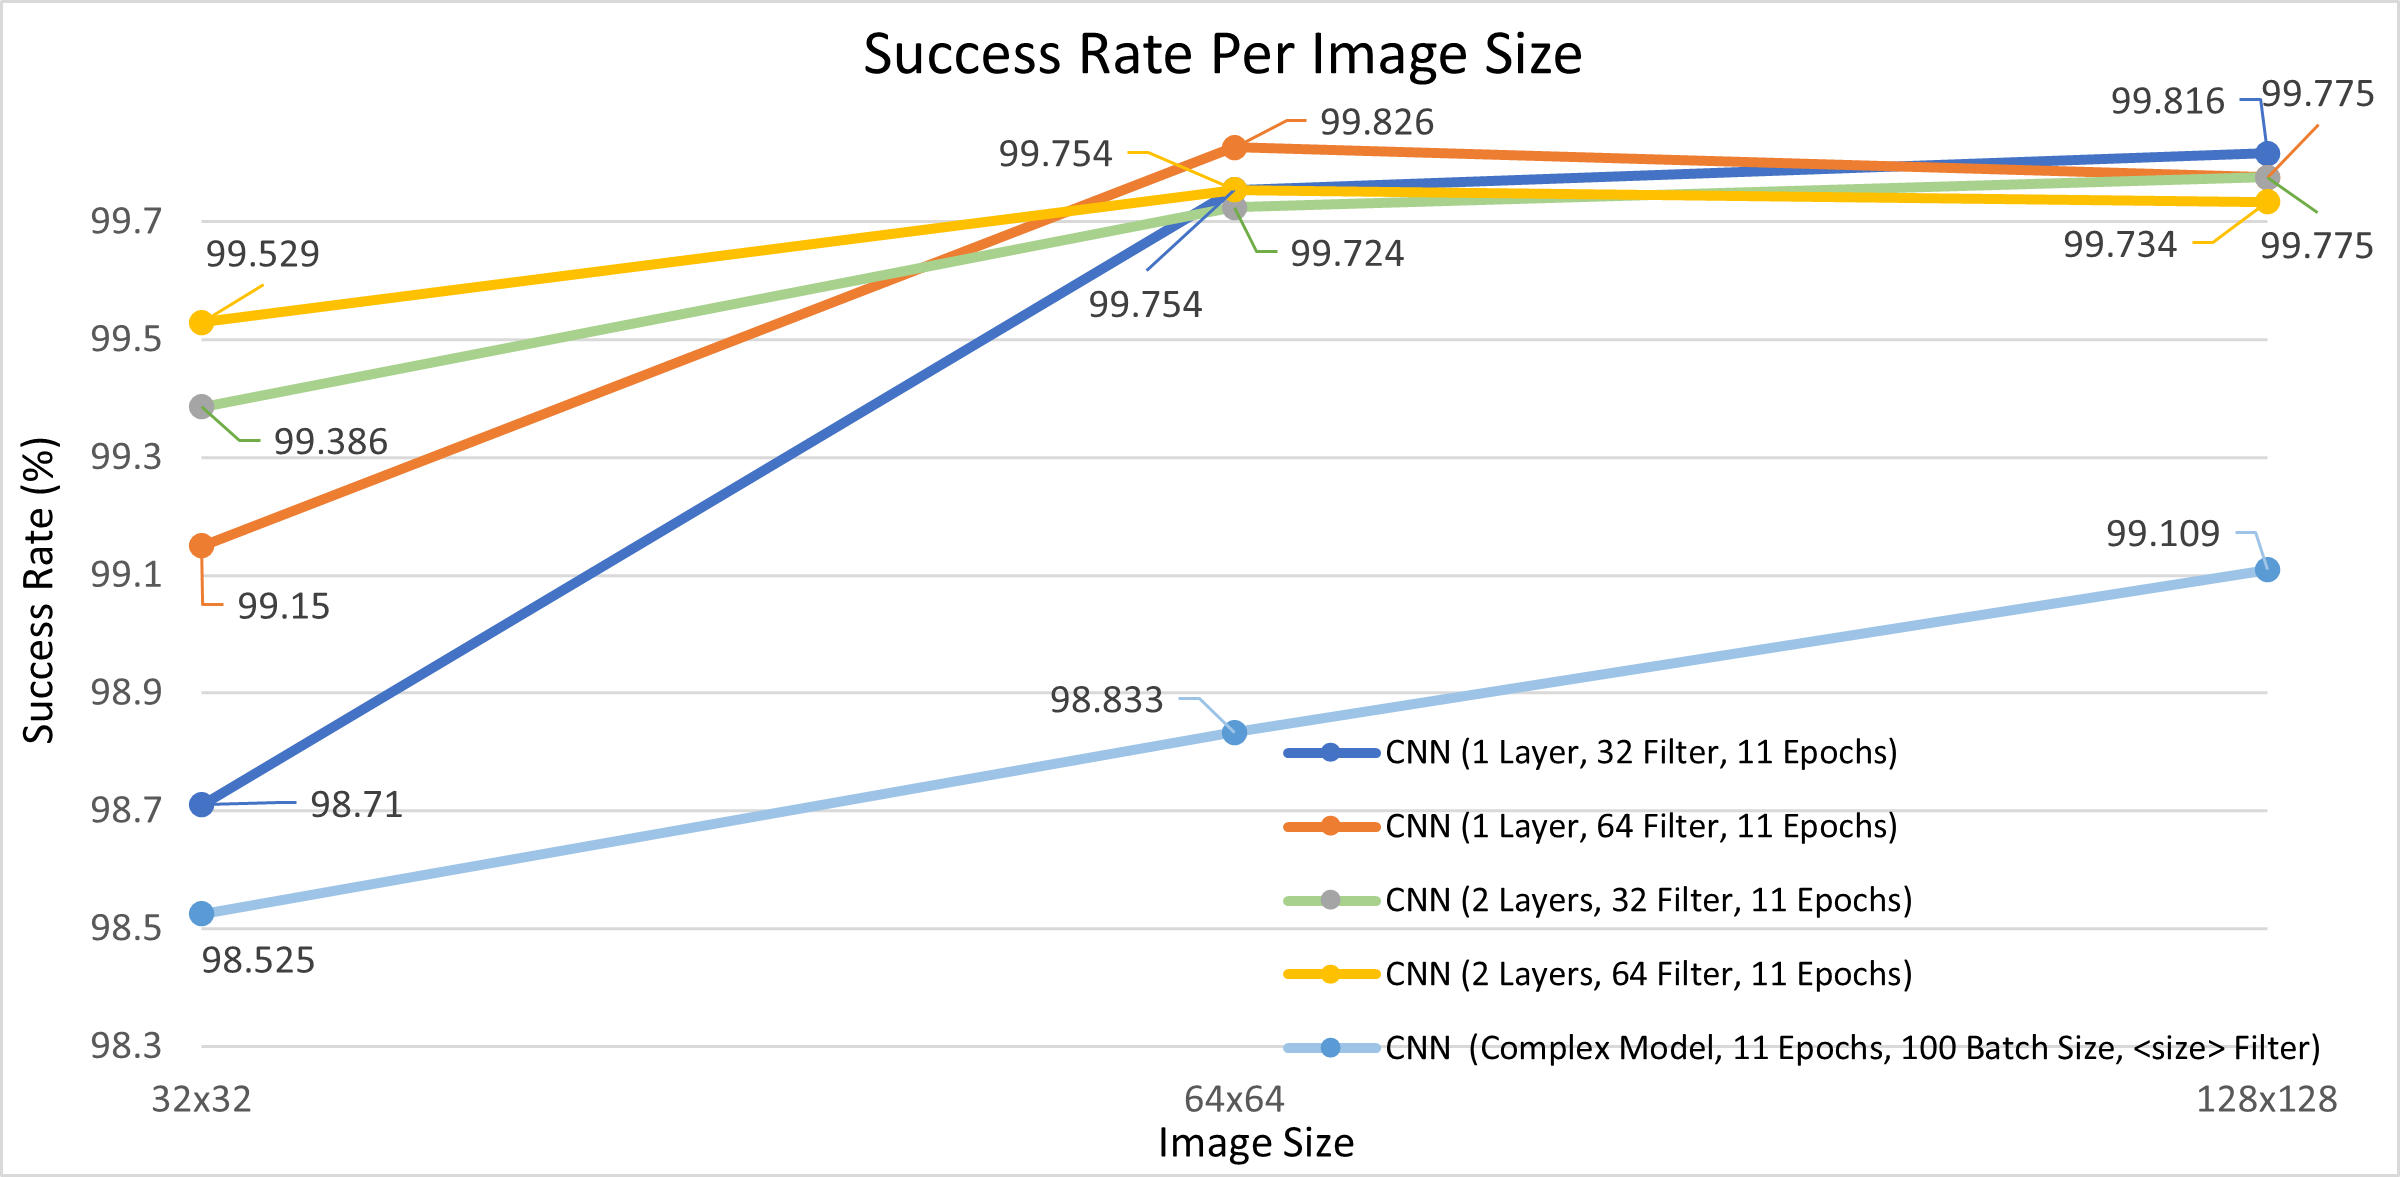 Success Rate Per Image Size
99.816
99.775
99.826
99.754
99.7
99.529
99.724
99.734
99.775
99.754
99.5
99.386
99.3
Success Rate (%)
99.109
99.1
99.15
98.9
98.833
CNN (1 Layer, 32 Filter, 11 Epochs)
98.71
98.7
CNN (1 Layer, 64 Filter, 11 Epochs)
CNN (2 Layers, 32 Filter, 11 Epochs)
98.5
98.525
CNN (2 Layers, 64 Filter, 11 Epochs)
98.3
CNN  (Complex Model, 11 Epochs, 100 Batch Size, <size> Filter)
32x32
64x64
128x128
Image Size